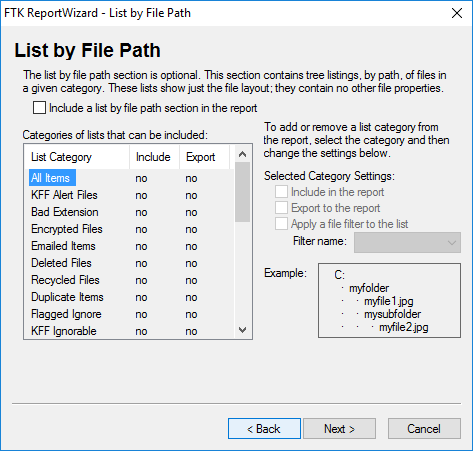 FTK ReportWizard - List by File Path
List by File Path
The list by file path section is optional. This section contains tree listings, by path, of files in
a given category. These lists show just the file layout; they contain no other file properties.
Include a list by file path section in the report
Categories of lists that can be included:
List Category Include Export
All Items no no
KFF Alert Files no no
Bad Extension no no
Encrypted Files no no
Emailed Items no no
Deleted Files no no
Recycled Files no no
Duplicate Items no no
Flagged Ignore no no
KFF Ignorable no no
To add or remove a list category from
the report, select the category and then
change the settings below.
Selected Category Settings:
Include in the report
Export to the report
Apply a file filter to the list
Filter name:
Example:
C:
· myfolder
· · myfile1.jpg
· mysubfolder
· · · myfile2.jpg
< Back
Next >
Cancel